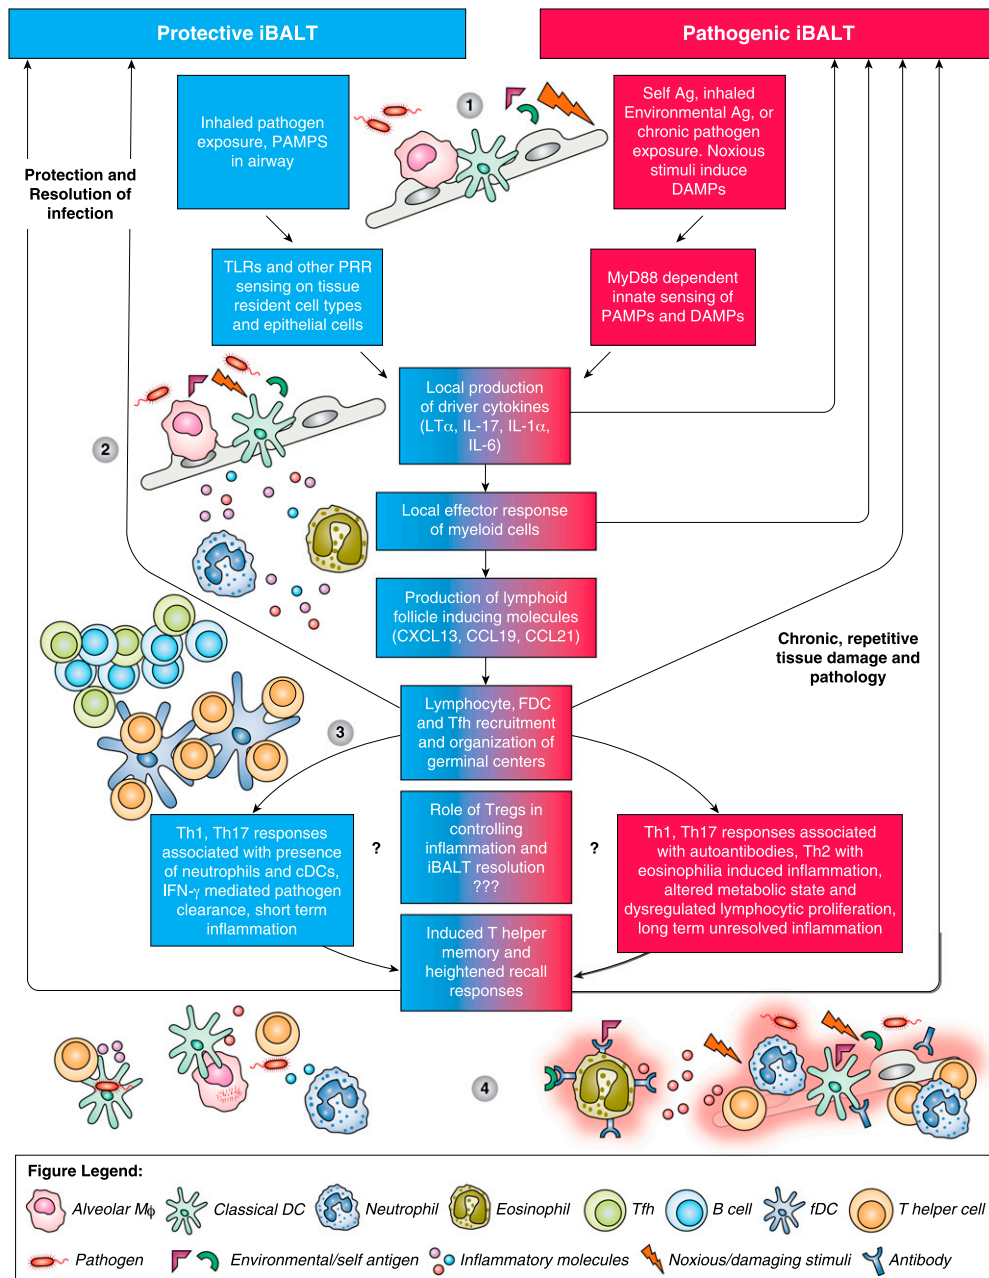 Protective iBALT
Pathogenic iBALT
Inhaled pathogen
exposure, PAMPS
in airway
1
Self Ag, inhaled
Environmental Ag, or
chronic pathogen
exposure. Noxious
stimuli induce
DAMPs
Protection and
Resolution of
infection
TLRs and other PRR
sensing on tissue
resident cell types
and epithelial cells
MyD88 dependent
innate sensing of
PAMPs and DAMPs
Local production
of driver cytokines
(LTα, IL-17, IL-1α,
IL-6)
2
Local effector response
of myeloid cells
Production of lymphoid
follicle inducing molecules
(CXCL13, CCL19, CCL21)
Chronic, repetitive
tissue damage and
pathology
3
Lymphocyte, FDC
and Tfh recruitment
and organization of
germinal centers
Th1, Th17 responses
associated with presence
of neutrophils and cDCs,
IFN-γ mediated pathogen
clearance, short term
inflammation
?
Role of Tregs in
controlling
inflammation and
iBALT resolution
???
?
Th1, Th17 responses associated
with autoantibodies, Th2 with
eosinophilia induced inflammation,
altered metabolic state and
dysregulated lymphocytic proliferation,
long term unresolved inflammation
Induced T helper
memory and
heightened recall
responses
4
Figure Legend:
Alveolar Mϕ
Classical DC
Neutrophil
Eosinophil
Tfh
B cell
fDC
T helper cell
Pathogen
Environmental/self antigen
Inflammatory molecules
Noxious/damaging stimuli
Antibody